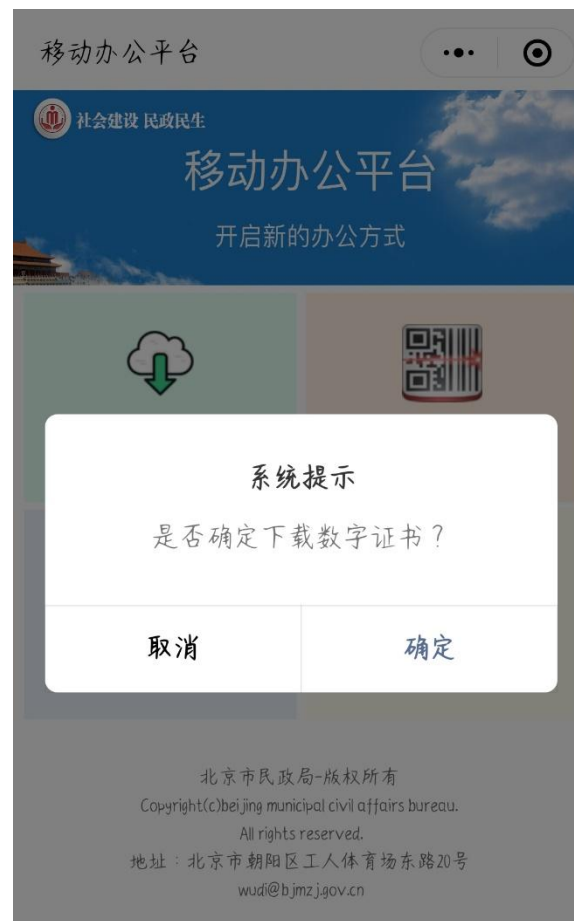 移动办公平台
社会建设 民政民生
移动办公平台
开启新的办公方式
系统提示
是否确定下载数字证书？
取消
确定
北京市民政局-版权所有
Copyright(c)beijing municipal civil affairs bureau.
All rights reserved.
地址：北京市朝阳区工人体育场东路20号
wudi@bjmzj.gov.cn